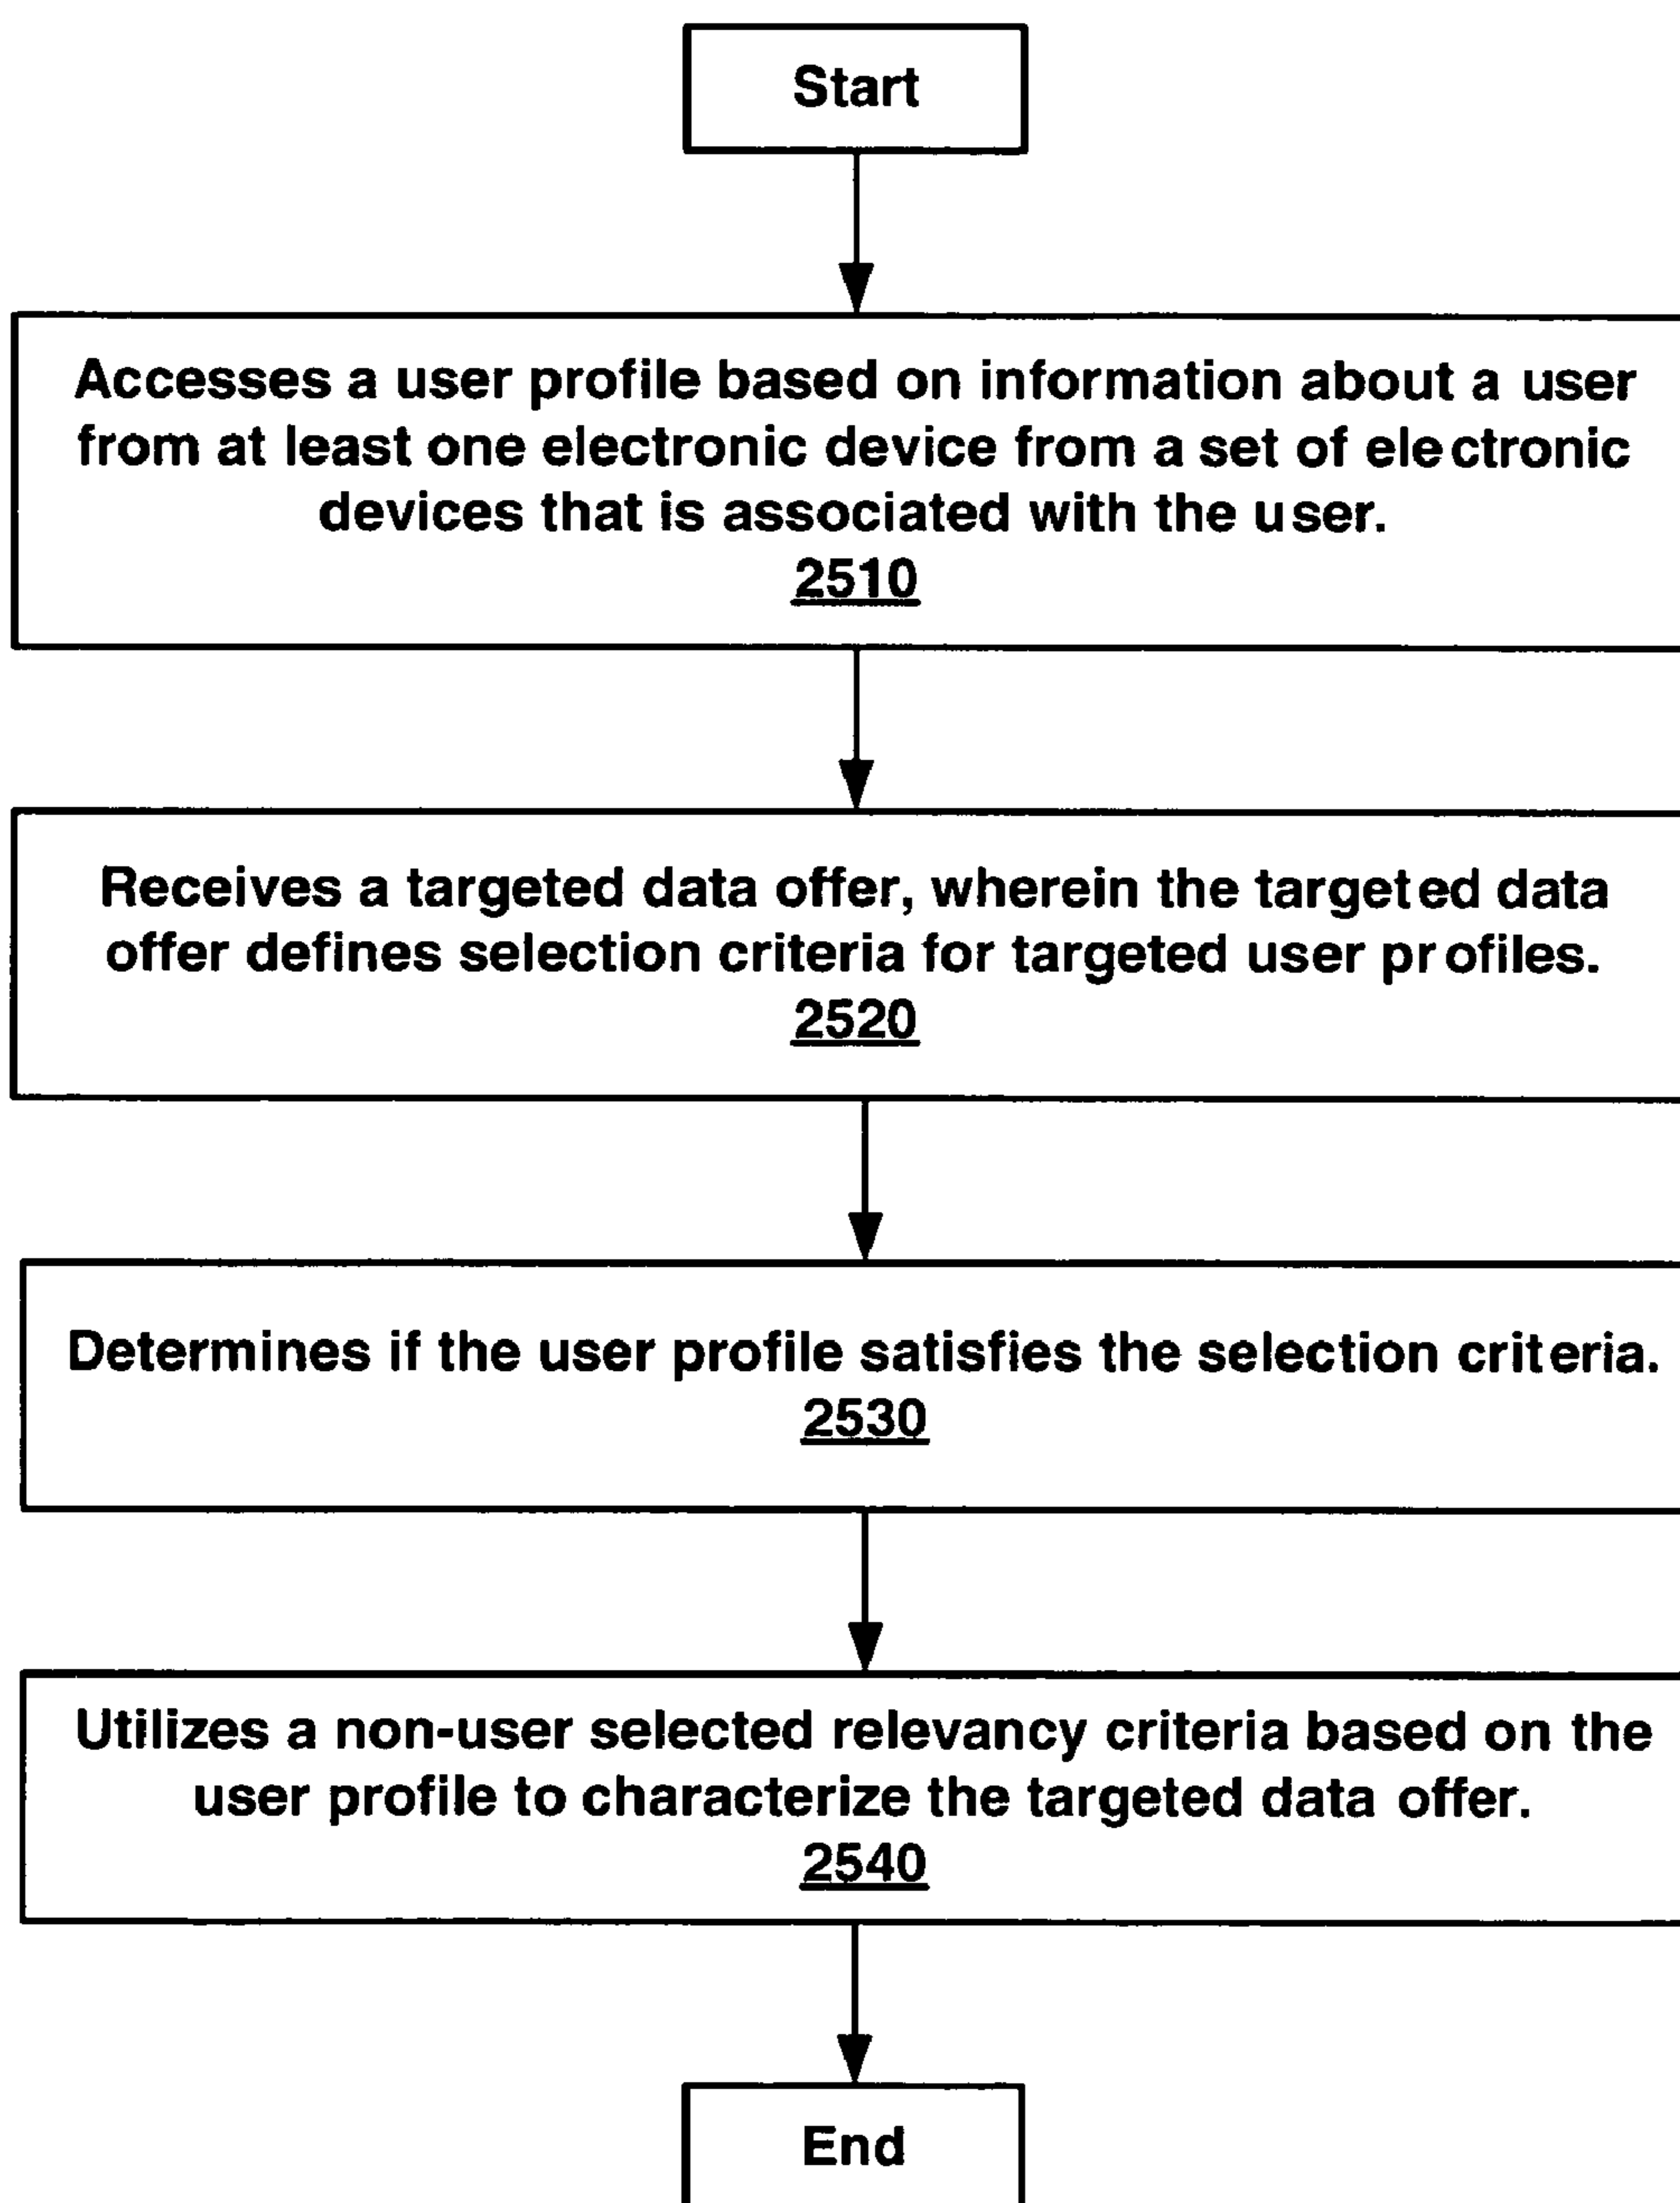 Start
Accesses a user profile based on information about a user
from at least one electronic device from a set of electronic
devices that is associated with the user.
2510
Receives a targeted data offer, wherein the targeted data
offer defines selection criteria for targeted user profiles.
2520
Determines if the user profile satisfies the selection criteria.
2530
Utilizes a non-user selected relevancy criteria based on the
user profile to characterize the targeted data offer.
2540
End